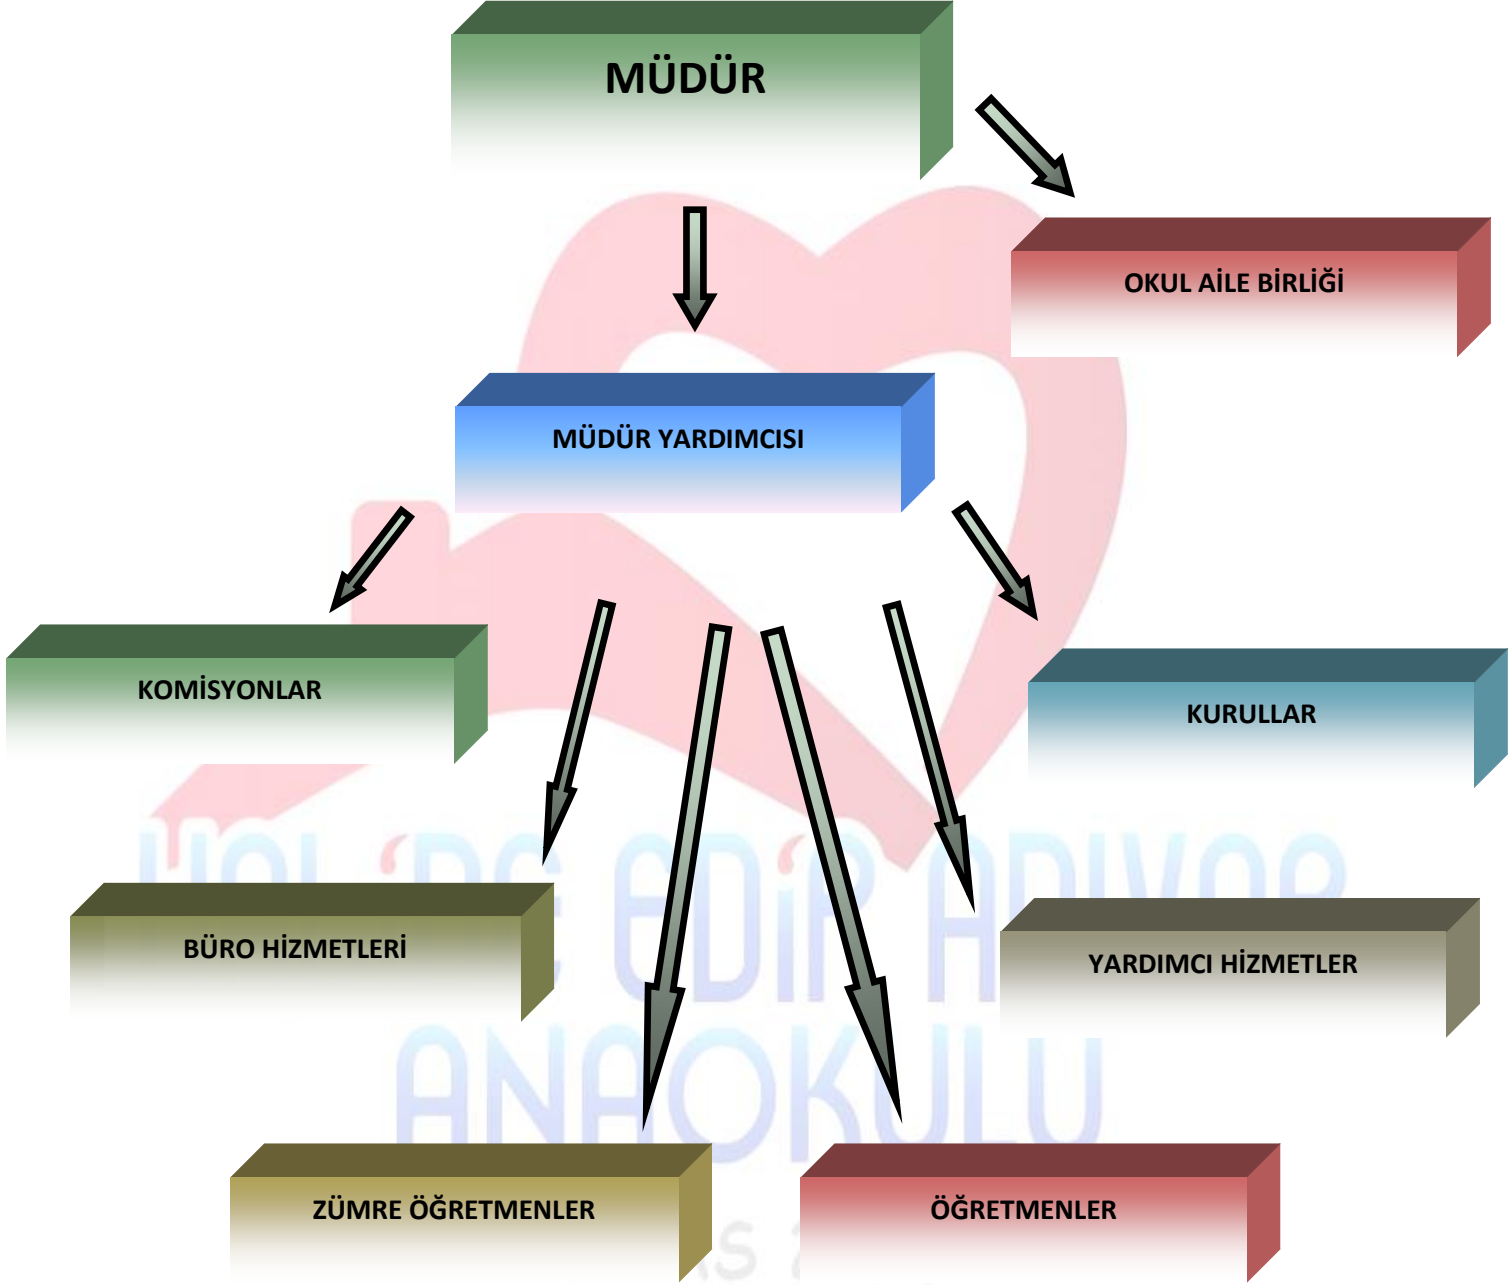 MÜDÜR
OKUL AİLE BİRLİĞİ
MÜDÜR YARDIMCISI
KOMİSYONLAR
KURULLAR
EDİP
BÜRO HİZMETLERİ
YARDIMCI HİZMETLER
ANAOKULU
ZÜMRE ÖĞRETMENLER
ÖĞRETMENLER